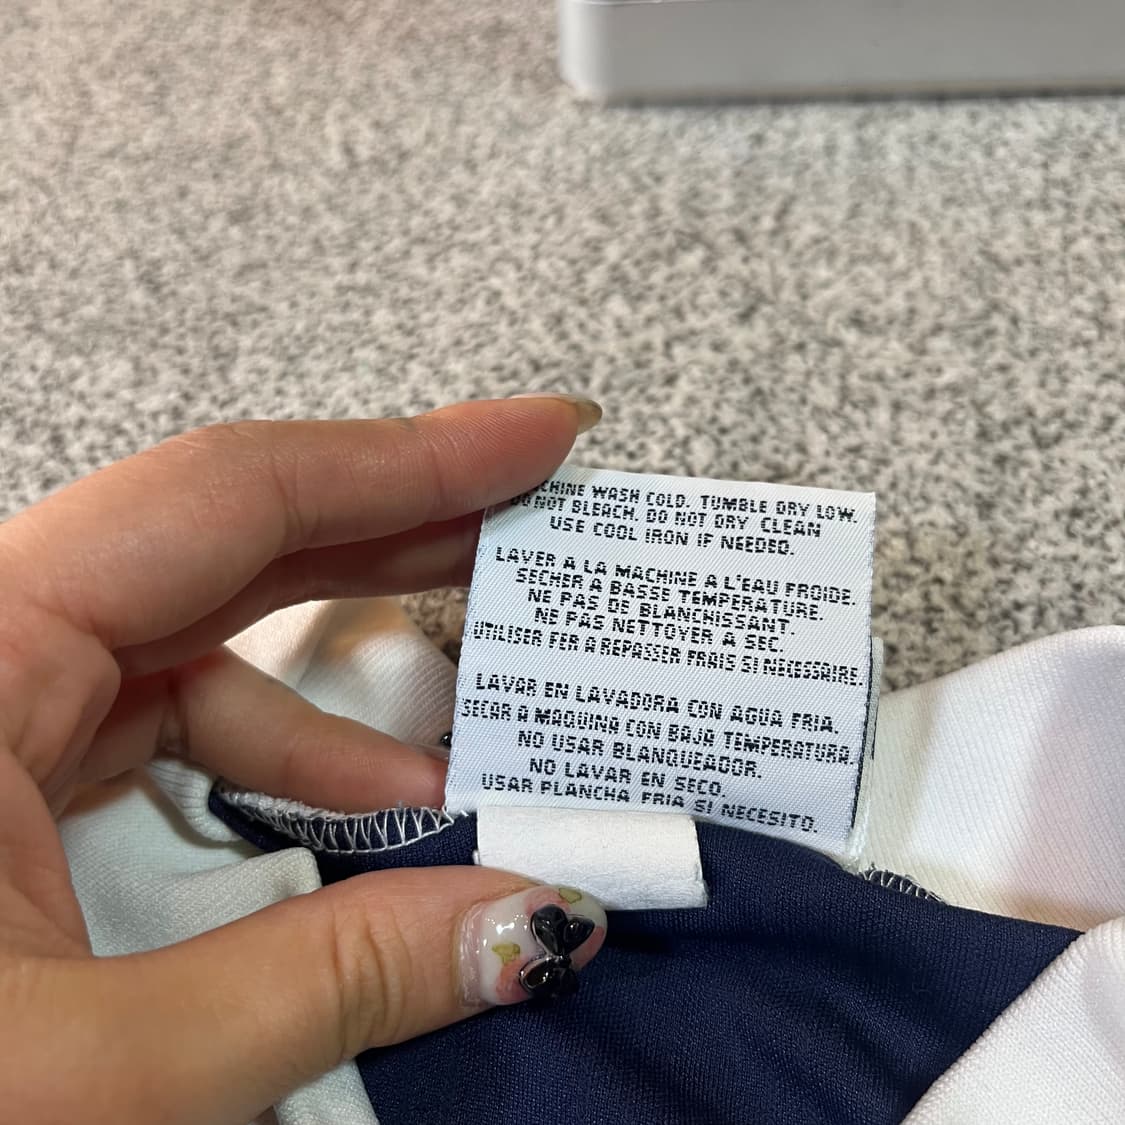 MACHINE WASH COLD. TUMBLE DRY LOW.
DO NOT BLEACH. DO NOT DRY CLEAN
USE COOL IRON IF NEEDED.
LAVER A LA MACHINE A L'EAU FROIDE.
SECHER A BASSE TEMPERATURE.
NE PAS DE BLANCHISSANT.
NE PAS NETTOYER A SEC.
UTILISER FER A REPASSER FRAIS SI NECESSAIRE.
LAVAR EN LAVADORA CON AGUA FRIA.
SECAR A MAQUINA CON BAJA TEMPERATURA.
NO USAR BLANQUEADOR.
NO LAVAR EN SECO.
USAR PLANCHA FRIA SI NECESITO.